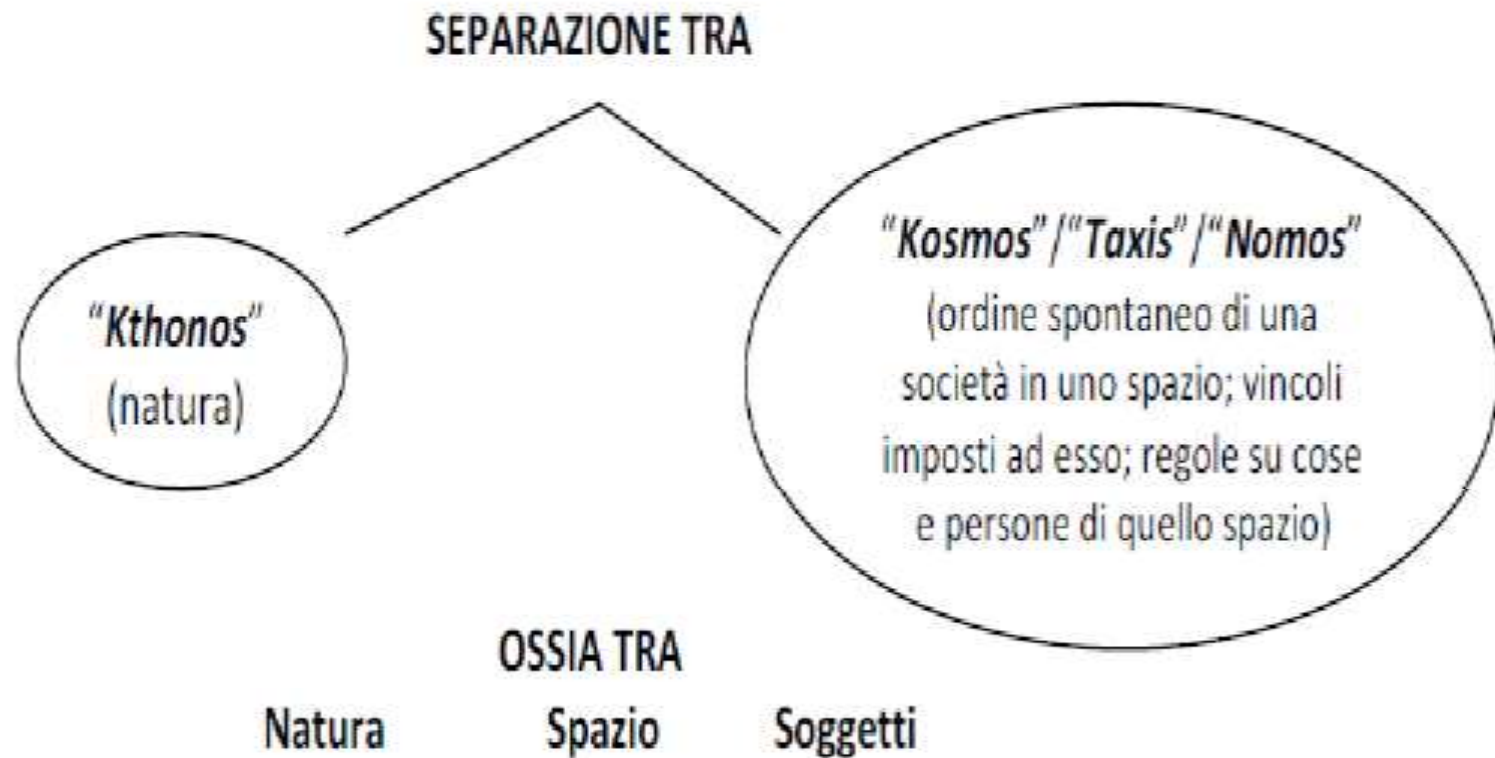 SEPARAZIONE TRA
"Kthonos"
(natura)
"Kosmos"/"Taxis"/"Nomos"
(ordine spontaneo di una
società in uno spazio; vincoli
imposti ad esso; regole su cose
e persone di quello spazio)
OSSIA TRA
Natura Spazio Soggetti